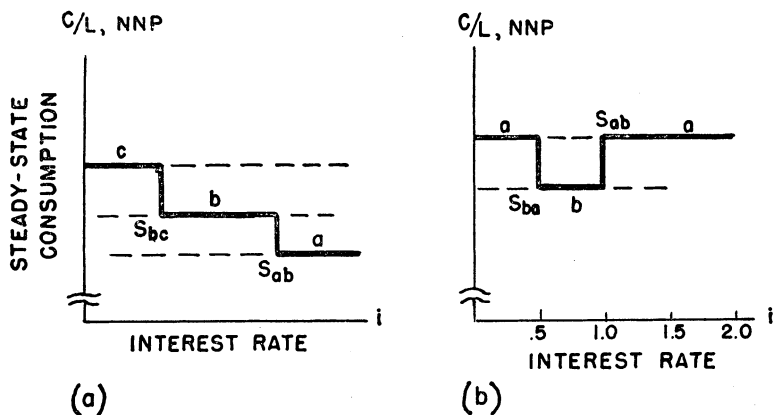 C/L, NNP
STEADY-STATE
CONSUMPTION
c
b
a
Sbc
Sab
i
INTEREST RATE
(a)
C/L, NNP
a
Sab
a
Sba
b
i
.5
1.0
1.5
2.0
INTEREST RATE
(b)